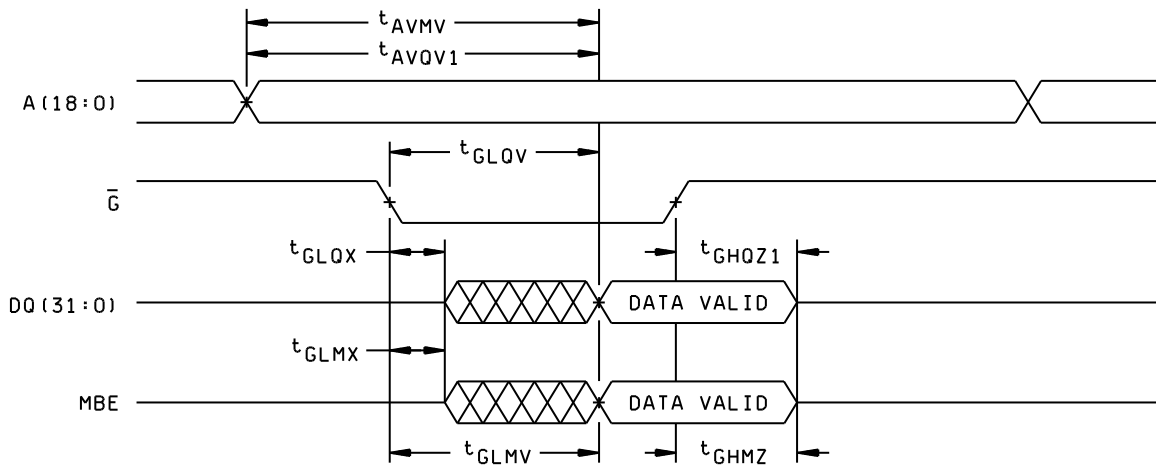 tAVMV
tAVQV1
A(18:0)
tGLQV
G̅
tGLQX
tGHQZ1
DQ(31:0)
DATA VALID
tGLMX
MBE
DATA VALID
tGLMV
tGHMZ